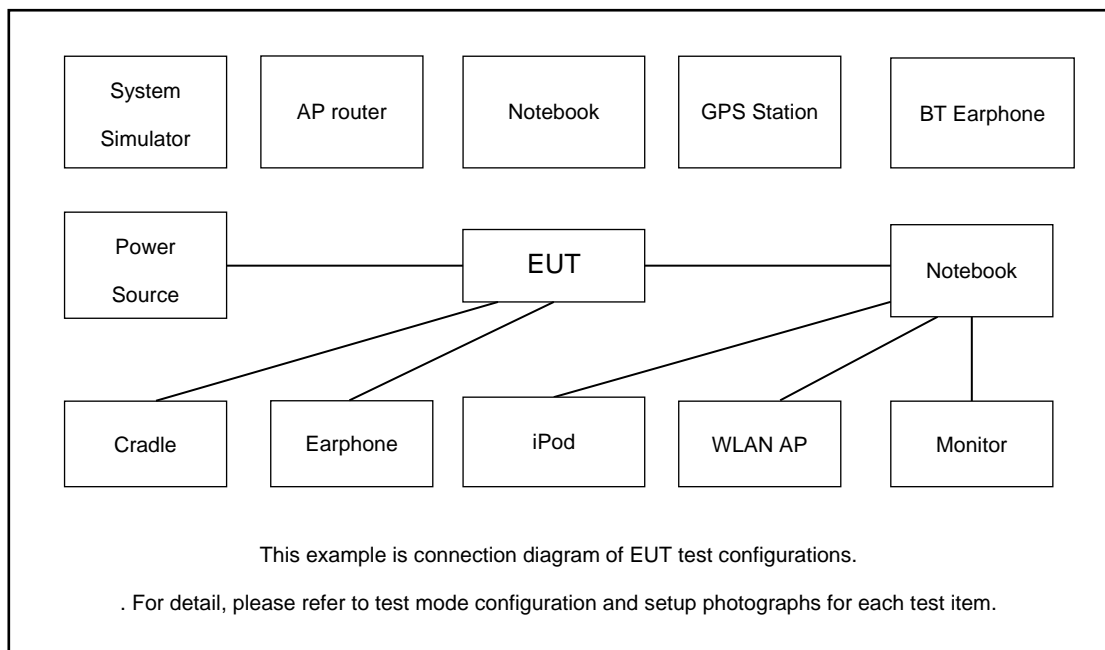 System
Simulator
AP router
Notebook
GPS Station
BT Earphone
Power
Source
EUT
Notebook
Cradle
Earphone
iPod
WLAN AP
Monitor
This example is connection diagram of EUT test configurations.
. For detail, please refer to test mode configuration and setup photographs for each test item.